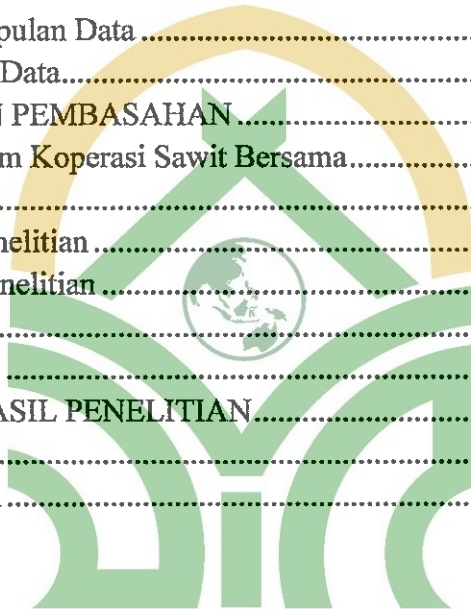 pulan Data ................................................
Data................................................
PEMBASAHAN ................................
m Koperasi Sawit Bersama....................
................................................
nelitian ................................................
nelitian ................................................
................................................
................................................
ASIL PENELITIAN................................
................................................
................................................